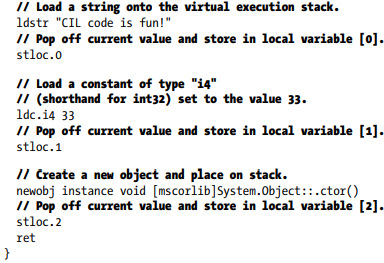 // Load a string onto the virtual execution stack.
ldstr "CIL code is fun!"
// Pop off current value and store in local variable [0].
stloc.0
// Load a constant of type "i4"
// (shorthand for int32) set to the value 33.
ldc.i4 33
// Pop off current value and store in local variable [1].
stloc.1
// Create a new object and place on stack.
newobj instance void [mscorlib]System.Object::.ctor()
// Pop off current value and store in local variable [2].
stloc.2
ret
}